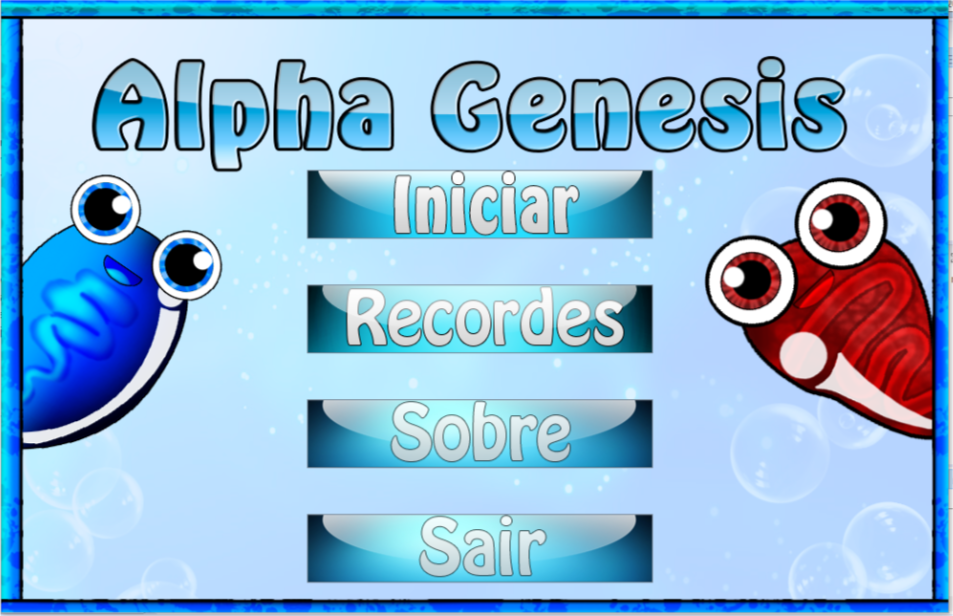 Alpha Genesis
Iniciar
Recordes
Sobre
Sair